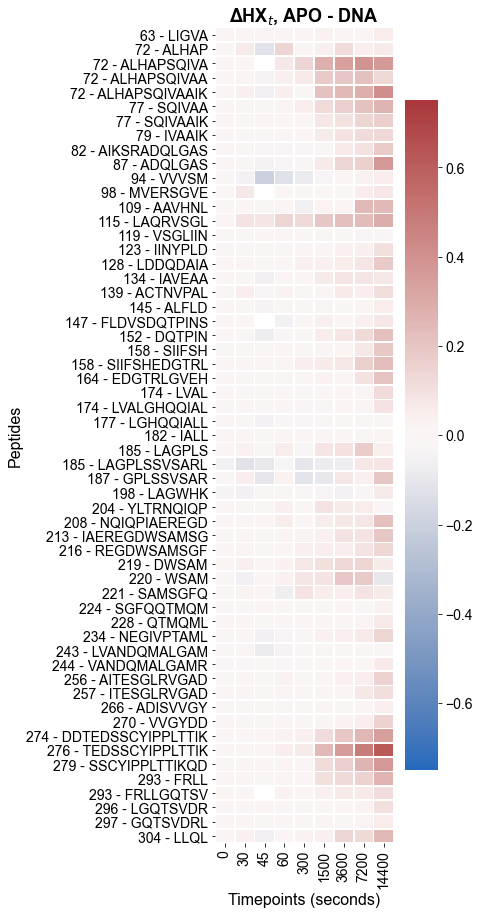 ΔHXt, APO - DNA
63 - LIGVA
72 - ALHAP
72 - ALHAPSQIVA
72 - ALHAPSQIVAA
72 - ALHAPSQIVAAIK
77 - SQIVAA
77 - SQIVAAIK
79 - IVAAIK
82 - AIKSRADQLGAS
87 - ADQLGAS
94 - VVVSM
98 - MVERSGVE
109 - AAVHNL
115 - LAQRVSGL
119 - VSGLIIN
123 - IINYPLD
128 - LDDQDAIA
134 - IAVEAA
139 - ACTNVPAL
145 - ALFLD
147 - FLDVSDQTPINS
152 - DQTPIN
158 - SIIFSH
158 - SIIFSHEDGTRL
164 - EDGTRLGVEH
174 - LVAL
174 - LVALGHQQIAL
177 - LGHQQIALL
182 - IALL
185 - LAGPLS
185 - LAGPLSSVSARL
187 - GPLSSVSAR
198 - LAGWHK
204 - YLTRNQIQP
208 - NQIQPIAEREGD
213 - IAEREGDWSAMSG
216 - REGDWSAMSGF
219 - DWSAM
220 - WSAM
221 - SAMSGFQ
224 - SGFQQTMQM
228 - QTMQML
234 - NEGIVPTAML
243 - LVANDQMALGAM
244 - VANDQMALGAMR
256 - AITESGLRVGAD
257 - ITESGLRVGAD
266 - ADISVVGY
270 - VVGYDD
274 - DDTEDSSCYIPPLTTIK
276 - TEDSSCYIPPLTTIK
279 - SSCYIPPLTTIKQD
293 - FRLL
293 - FRLLGQTSV
296 - LGQTSVDR
297 - GQTSVDRL
304 - LLQL
Peptides
0 30 45 60 300 1500 3600 7200 14400
Timepoints (seconds)
0.6
0.4
0.2
0.0
−0.2
−0.4
−0.6